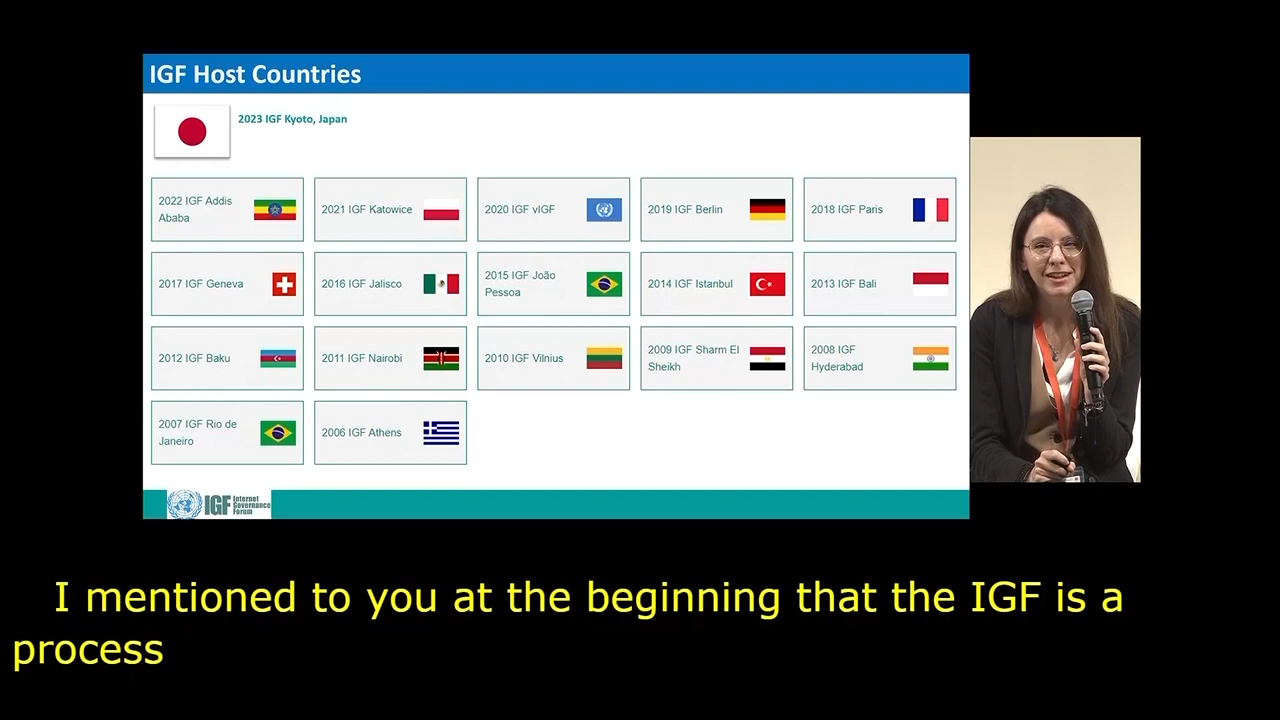 IGF Host Countries
2023 IGF Kyoto, Japan
2022 IGF Addis
Ababa
2021 IGF Katowice
2020 IGF vIGF
2019 IGF Berlin
2018 IGF Paris
2017 IGF Geneva
2016 IGF Jalisco
2015 IGF João
Pessoa
2014 IGF Istanbul
2013 IGF Bali
2012 IGF Baku
2011 IGF Nairobi
2010 IGF Vilnius
2009 IGF Sharm El
Sheikh
2008 IGF
Hyderabad
2007 IGF Rio de
Janeiro
2006 IGF Athens
IGF
Internet
Governance
Forum
I mentioned to you at the beginning that the IGF is a
process